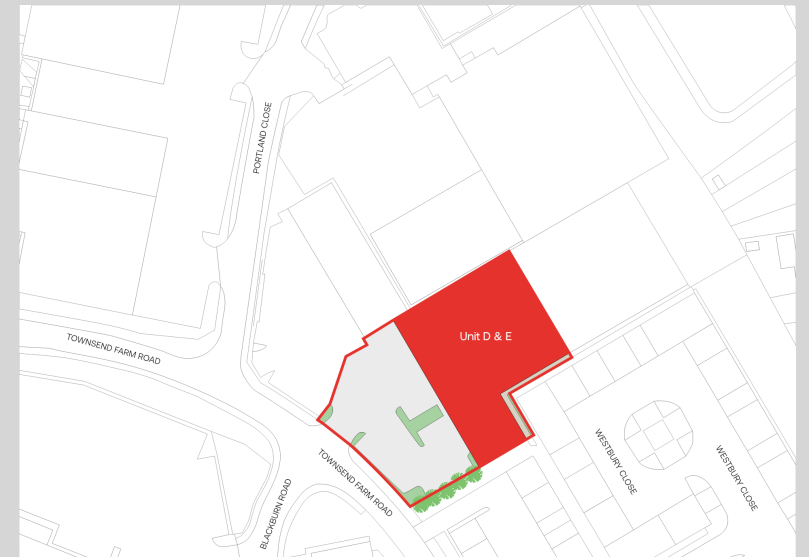 PORTLAND CLOSE
Unit D & E
TOWNSEND FARM ROAD
TOWNSEND FARM ROAD
BLACKBURN ROAD
WESTBURY CLOSE
WESTBURY CLOSE